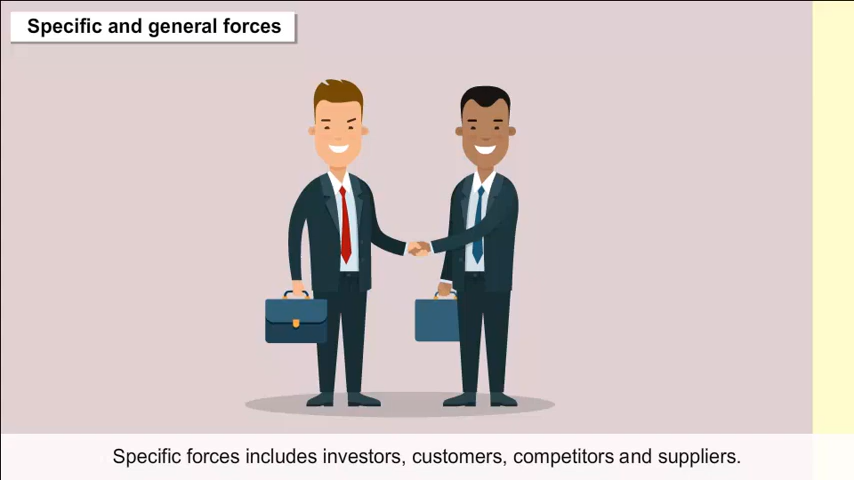 Specific and general forces
Specific forces includes investors, customers, competitors and suppliers.